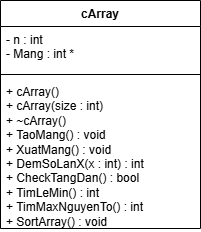 cArray
- n : int
- Mang : int *
+ cArray()
+ cArray(size : int)
+ ~cArray()
+ TaoMang() : void
+ XuatMang() : void
+ DemSoLanX(x : int) : int
+ CheckTangDan() : bool
+ TimLeMin() : int
+ TimMaxNguyenTo() : int
+ SortArray() : void